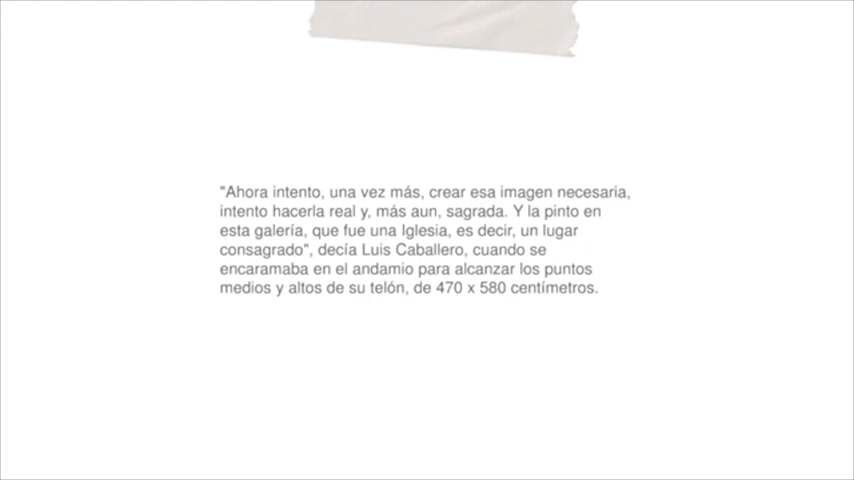 "Ahora intento, una vez más, crear esa imagen necesaria,
intento hacerla real y, más aun, sagrada. Y la pinto en
esta galería, que fue una Iglesia, es decir, un lugar
consagrado", decía Luis Caballero, cuando se
encaramaba en el andamio para alcanzar los puntos
medios y altos de su telón, de 470 x 580 centímetros.